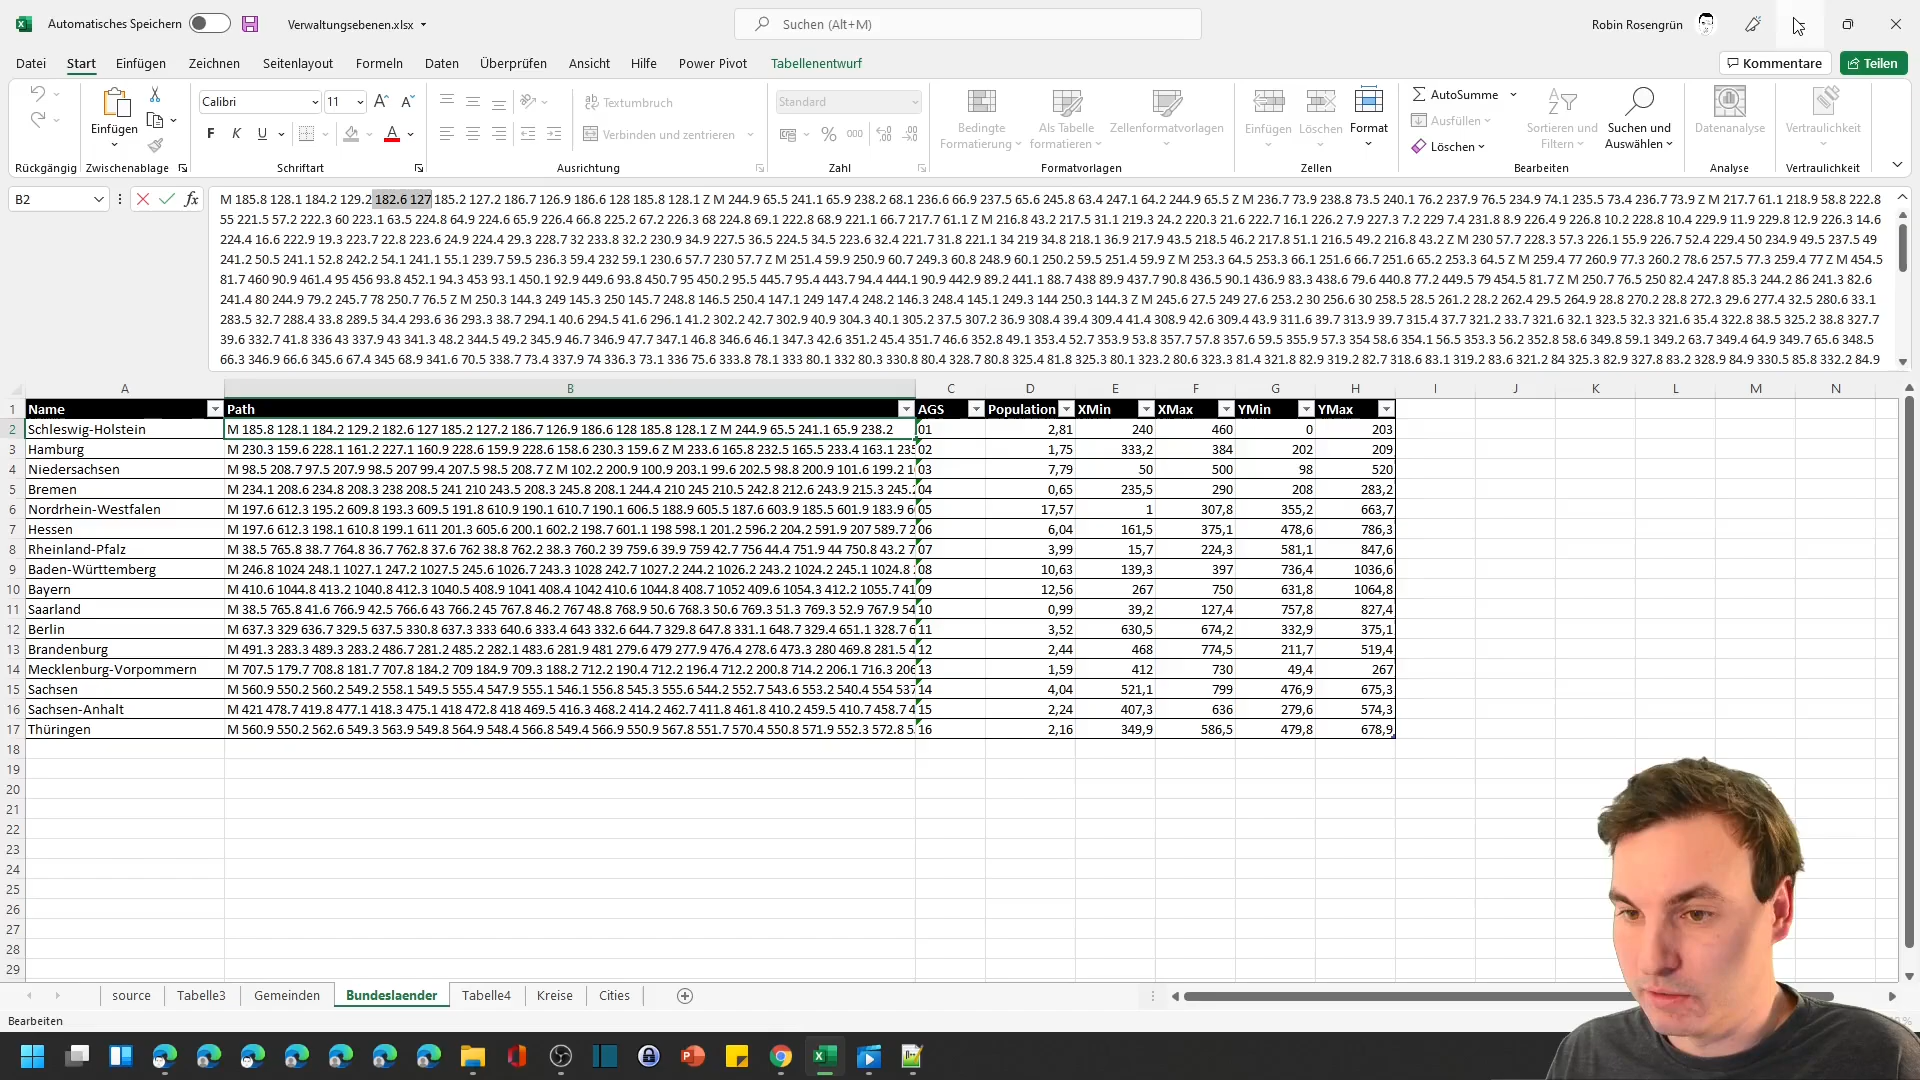 Automatisches Speichern
Verwaltungsebenen.xlsx
Suchen (Alt+M)
Robin Rosengrün
Datei Start Einfügen Zeichnen Seitenlayout Formeln Daten Überprüfen Ansicht Hilfe Power Pivot Tabellenentwurf
Kommentare Teilen
Calibri 11 Textumbruch Standard AutoSumme
Einfügen Bedingte Formatierung Als Tabelle formatieren Zellenformatvorlagen Einfügen Löschen Format Ausfüllen Sortieren und Filtern Suchen und Auswählen Datenanalyse Vertraulichkeit
F K U Verbinden und zentrieren % 000 Löschen
Rückgängig Zwischenablage Schriftart Ausrichtung Zahl Formatvorlagen Zellen Bearbeiten Analyse Vertraulichkeit
B2 fx
M 185.8 128.1 184.2 129.2 182.6 127 185.2 127.2 186.7 126.9 186.6 128 185.8 128.1 Z M 244.9 65.5 241.1 65.9 238.2 68.1 236.6 66.9 237.5 65.6 245.8 63.4 247.1 64.2 244.9 65.5 Z M 236.7 73.9 238.8 73.5 240.1 76.2 237.9 76.5 234.9 74.1 235.5 73.4 236.7 73.9 Z M 217.7 61.1 218.9 58.8 222.8
55 221.5 57.2 222.3 60 223.1 63.5 224.8 64.9 224.6 65.9 226.4 66.8 225.2 67.2 226.3 68 224.8 69.1 222.8 68.9 221.1 66.7 217.7 61.1 Z M 216.8 43.2 217.5 31.1 219.3 24.2 220.3 21.6 222.7 16.1 226.2 7.9 227.3 7.2 229 7.4 231.8 8.9 226.4 9 226.8 10.2 228.8 10.4 229.9 11.9 229.8 12.9 226.3 14.6
224.4 16.6 222.9 19.3 223.7 22.8 223.6 24.9 224.4 29.3 228.7 32 233.8 32.2 230.9 34.9 227.5 36.5 224.5 34.5 223.6 32.4 221.7 31.8 221.1 34 219 34.8 218.1 36.9 217.9 43.5 218.5 46.2 217.8 51.1 216.5 49.2 216.8 43.2 Z M 230 57.7 228.3 57.3 226.1 55.9 226.7 52.4 229.4 50 234.9 49.5 237.5 49
241.2 50.5 241.1 52.8 242.2 54.1 241.1 55.1 239.7 59.5 236.3 59.4 232 59.1 230.6 57.7 230 57.7 Z M 251.4 59.9 250.9 60.7 249.3 60.8 248.9 60.1 250.2 59.5 251.4 59.9 Z M 253.3 64.5 253.3 66.1 251.6 66.7 251.6 65.2 253.3 64.5 Z M 259.4 77 260.9 77.3 260.2 78.6 257.5 77.3 259.4 77 Z M 454.5
81.7 460 90.9 461.4 95 456 93.8 452.1 94.3 453 93.1 450.1 92.9 449.6 93.8 450.7 95 450.2 95.5 445.7 95.4 443.7 94.4 444.1 90.9 442.9 89.2 441.1 88.7 438 89.9 437.7 90.8 436.5 90.1 436.9 83.3 438.6 79.6 440.8 77.2 449.5 79 454.5 81.7 Z M 250.7 76.5 250 82.4 247.8 85.3 244.2 86 241.3 82.6
241.4 80 244.9 79.2 245.7 78 250.7 76.5 Z M 250.3 144.3 249 145.3 250 145.7 248.8 146.5 250.4 147.1 249 147.4 248.2 146.3 248.4 145.1 249.3 144 250.3 144.3 Z M 245.6 27.5 249 27.6 253.2 30 256.6 30 258.5 28.5 261.2 28.2 262.4 29.5 264.9 28.8 270.2 28.8 272.3 29.6 277.4 32.5 280.6 33.1
283.5 32.7 288.4 33.8 289.5 34.4 293.6 36 293.3 38.7 294.1 40.6 294.5 41.6 296.1 41.2 302.2 42.7 302.9 40.9 304.3 40.1 305.2 37.5 307.2 36.9 308.4 39.4 309.4 41.4 308.9 42.6 309.4 43.9 311.6 39.7 313.9 39.7 315.4 37.7 321.2 33.7 321.6 32.1 323.5 32.3 321.6 35.4 322.8 38.5 325.2 38.8 327.7
39.6 332.7 41.8 336 43 337.9 43 341.3 48.2 344.5 49.2 345.9 46.7 346.9 47.7 347.1 46.8 346.6 46.1 347.3 42.6 351.2 45.4 351.7 46.6 352.8 49.1 353.4 52.7 353.9 53.8 357.7 57.8 357.6 59.5 355.9 57.3 354 58.6 354.1 56.5 353.3 56.2 352.8 58.6 349.8 59.1 349.2 63.7 349.4 64.9 349.7 65.6 348.5
66.3 346.9 66.6 345.6 67.4 345 68.9 341.6 70.5 338.7 73.4 337.9 74 336.3 73.1 336 75.6 333.8 78.1 333 80.1 332 80.3 330.8 80.4 328.7 80.8 325.4 81.8 325.3 80.1 323.2 80.6 323.3 81.4 321.8 82.9 319.2 82.7 318.6 83.1 319.2 83.6 321.2 84 325.3 82.9 327.8 83.2 328.9 84.9 330.5 85.8 332.2 84.9
A B C D E F G H I J K L M N
1 Name Path AGS Population XMin XMax YMin YMax
2 Schleswig-Holstein M 185.8 128.1 184.2 129.2 182.6 127 185.2 127.2 186.7 126.9 186.6 128 185.8 128.1 Z M 244.9 65.5 241.1 65.9 238.2 01 2,81 240 460 0 203
3 Hamburg M 230.3 159.6 228.1 161.2 227.1 160.9 228.6 159.9 228.6 158.6 230.3 159.6 Z M 233.6 165.8 232.5 165.5 233.4 163.1 235 02 1,75 333,2 384 202 209
4 Niedersachsen M 98.5 208.7 97.5 207.9 98.5 207 99.4 207.5 98.5 208.7 Z M 102.2 200.9 100.9 203.1 99.6 202.5 98.8 200.9 101.6 199.2 03 7,79 50 500 98 520
5 Bremen M 234.1 208.6 234.8 208.3 238 208.5 241 210 243.5 208.3 245.8 208.1 244.4 210 245 210.5 242.8 212.6 243.9 215.3 245. 04 0,65 235,5 290 208 283,2
6 Nordrhein-Westfalen M 197.6 612.3 195.2 609.8 193.3 609.5 191.8 610.9 190.1 610.7 190.1 606.5 188.9 605.5 187.6 603.9 185.5 601.9 183.9 6 05 17,57 1 307,8 355,2 663,7
7 Hessen M 197.6 612.3 198.1 610.8 199.1 611 201.3 605.6 200.1 602.2 198.7 601.1 198 598.1 201.2 596.2 204.2 591.9 207 589.7 2 06 6,04 161,5 375,1 478,6 786,3
8 Rheinland-Pfalz M 38.5 765.8 38.7 764.8 36.7 762.8 37.6 762 38.8 762.2 38.3 760.2 39 759.6 39.9 759 42.7 756 44.4 751.9 44 750.8 43.2 7 07 3,99 15,7 224,3 581,1 847,6
9 Baden-Württemberg M 246.8 1024 248.1 1027.1 247.2 1027.5 245.6 1026.7 243.3 1028 242.7 1027.2 244.2 1026.2 243.2 1024.2 245.1 1024.8 08 10,63 139,3 397 736,4 1036,6
10 Bayern M 410.6 1044.8 413.2 1040.8 412.3 1040.5 408.9 1041 408.4 1042 410.6 1044.8 408.7 1052 409.6 1054.3 412.2 1055.7 41 09 12,56 267 750 631,8 1064,8
11 Saarland M 38.5 765.8 41.6 766.9 42.5 766.6 43 766.2 45 767.8 46.2 767 48.8 768.9 50.6 768.3 50.6 769.3 51.3 769.3 52.9 767.9 54 10 0,99 39,2 127,4 757,8 827,4
12 Berlin M 637.3 329 636.7 329.5 637.5 330.8 637.3 333 640.6 333.4 643 332.6 644.7 329.8 647.8 331.1 648.7 329.4 651.1 328.7 6 11 3,52 630,5 674,2 332,9 375,1
13 Brandenburg M 491.3 283.3 489.3 283.2 486.7 281.2 485.2 282.1 483.6 281.9 481 279.6 479 277.9 476.4 278.6 473.3 280 469.8 281.5 4 12 2,44 468 774,5 211,7 519,4
14 Mecklenburg-Vorpommern M 707.5 179.7 708.8 181.7 707.8 184.2 709 184.9 709.3 188.2 712.2 190.4 712.2 196.4 712.2 200.8 714.2 206.1 716.3 206 13 1,59 412 730 49,4 267
15 Sachsen M 560.9 550.2 560.2 549.2 558.1 549.5 555.4 547.9 555.1 546.1 556.8 545.3 555.6 544.2 552.7 543.6 553.2 540.4 554 537 14 4,04 521,1 799 476,9 675,3
16 Sachsen-Anhalt M 421 478.7 419.8 477.1 418.3 475.1 418 472.8 418 469.5 416.3 468.2 414.2 462.7 411.8 461.8 410.2 459.5 410.7 458.7 4 15 2,24 407,3 636 279,6 574,3
17 Thüringen M 560.9 550.2 562.6 549.3 563.9 549.8 564.9 548.4 566.8 549.4 566.9 550.9 567.8 551.7 570.4 550.8 571.9 552.3 572.8 5 16 2,16 349,9 586,5 479,8 678,9
18
19
20
21
22
23
24
25
26
27
28
29
source Tabelle3 Gemeinden Bundeslaender Tabelle4 Kreise Cities
Bearbeiten